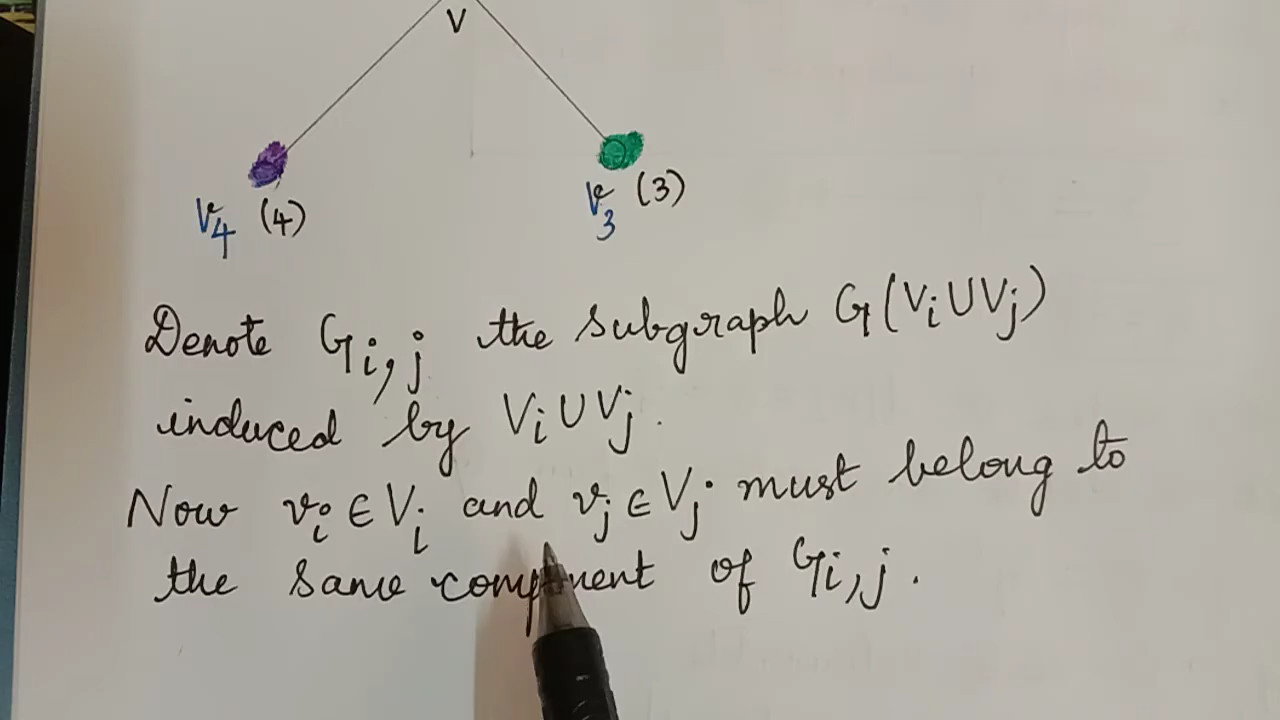 V
V4 (4) V3 (3)
Denote Gi,j the subgraph G(Vi∪Vj)
induced by Vi∪Vj.
Now vi∈Vi and vj∈Vj must belong to
the same component of Gi,j.